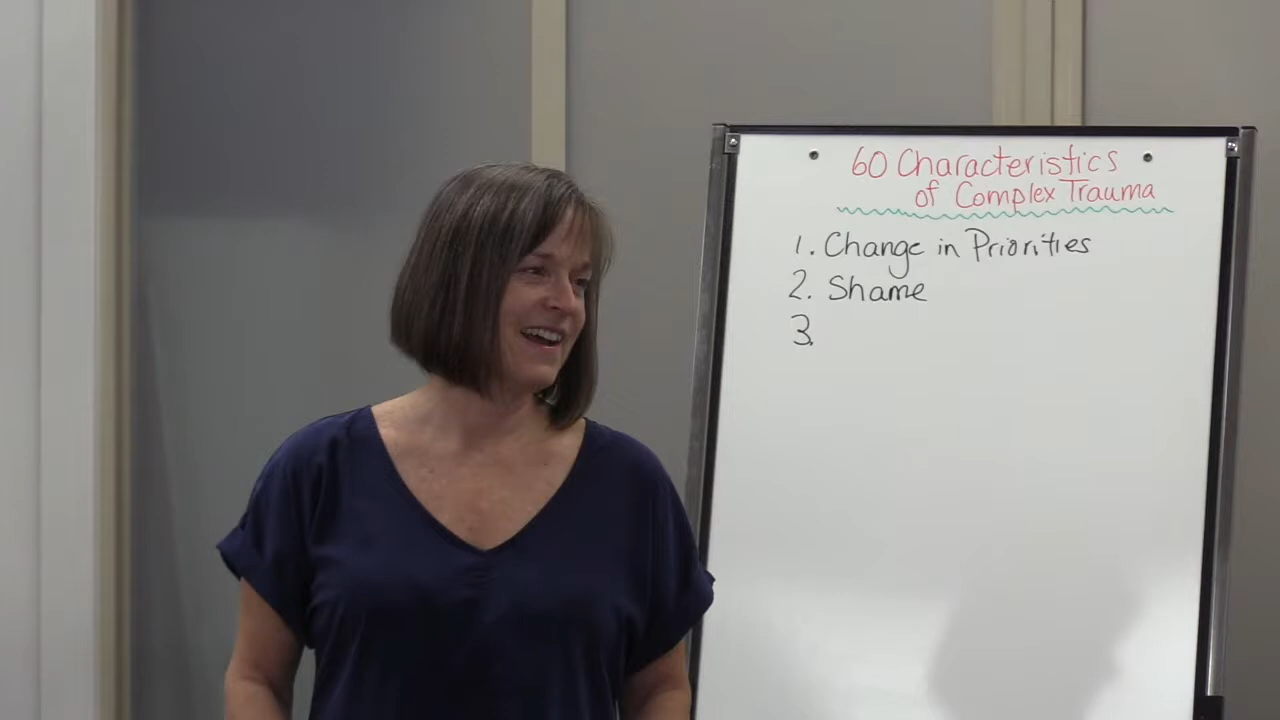 60 Characteristics
of Complex Trauma
1. Change in Priorities
2. Shame
3.